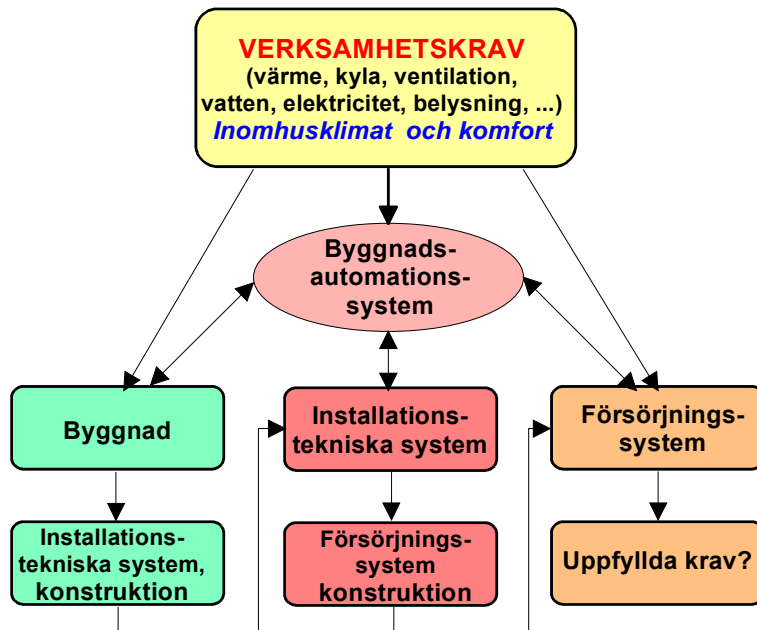 VERKSAMHETSKRAV
(värme, kyla, ventilation,
vatten, elektricitet, belysning, ...)
Inomhusklimat och komfort
Byggnads-
automations-
system
Byggnad
Installations-
tekniska system
Försörjnings-
system
Installations-
tekniska system,
konstruktion
Försörjnings-
system
konstruktion
Uppfyllda krav?